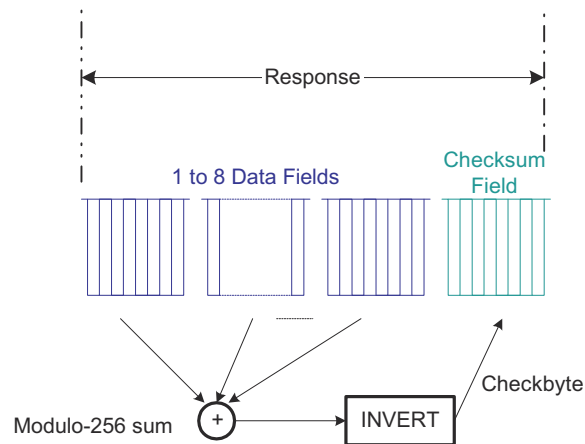 Response
1 to 8 Data Fields
Checksum
Field
Checkbyte
Modulo-256 sum
+
INVERT